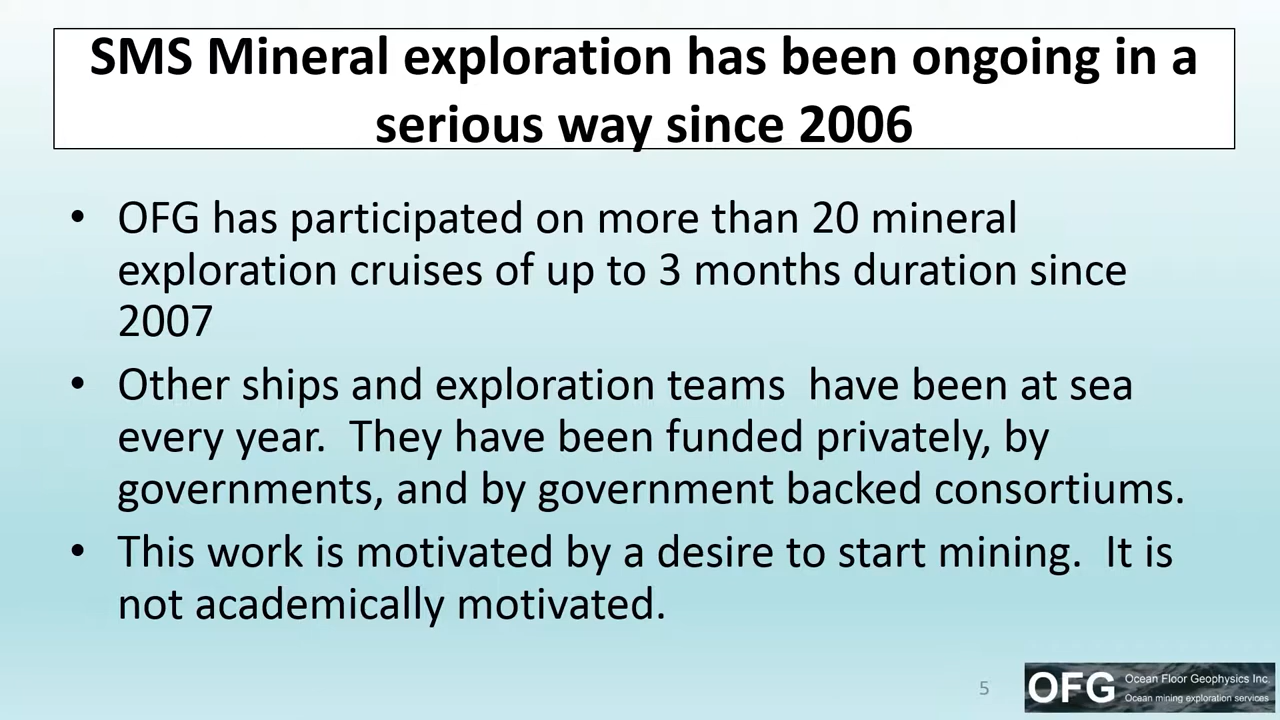 SMS Mineral exploration has been ongoing in a
serious way since 2006
• OFG has participated on more than 20 mineral
exploration cruises of up to 3 months duration since
2007
• Other ships and exploration teams  have been at sea
every year.  They have been funded privately, by
governments, and by government backed consortiums.
• This work is motivated by a desire to start mining.  It is
not academically motivated.
5
OFG
Ocean Floor Geophysics Inc.
Ocean mining exploration services